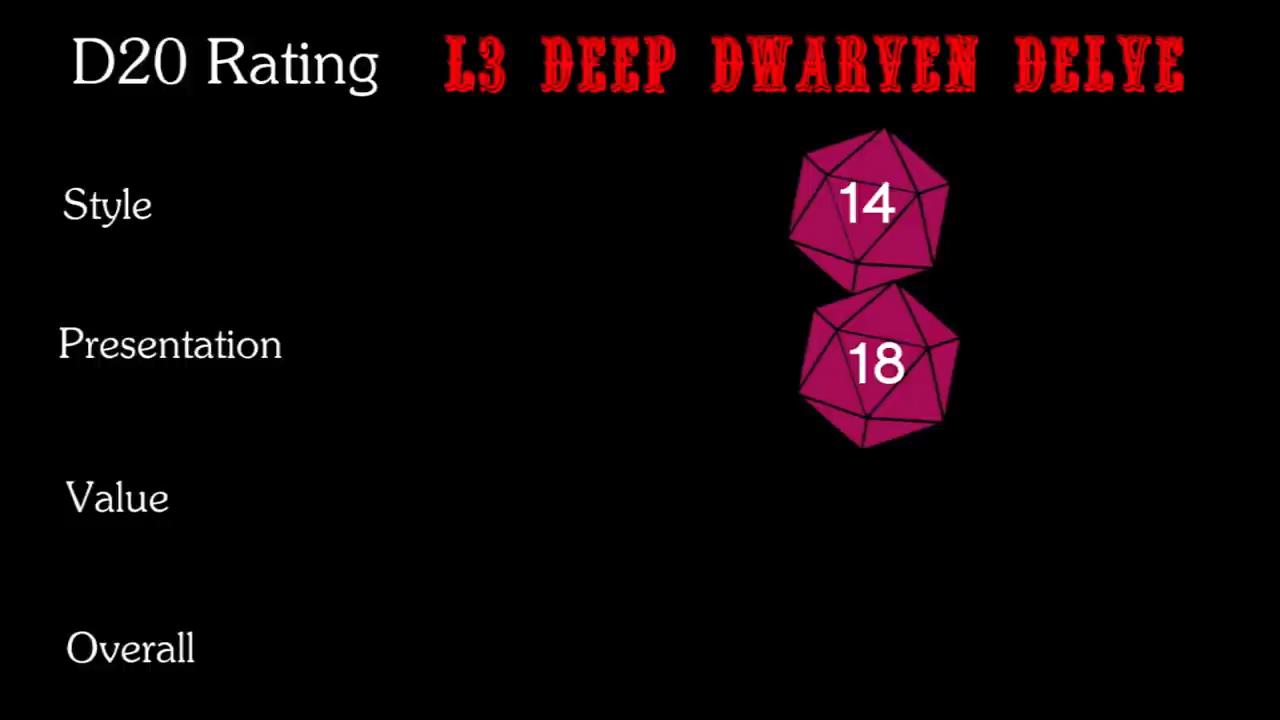 D20 Rating L3 DEEP DWARVEN DELVE
Style 14
Presentation 18
Value
Overall